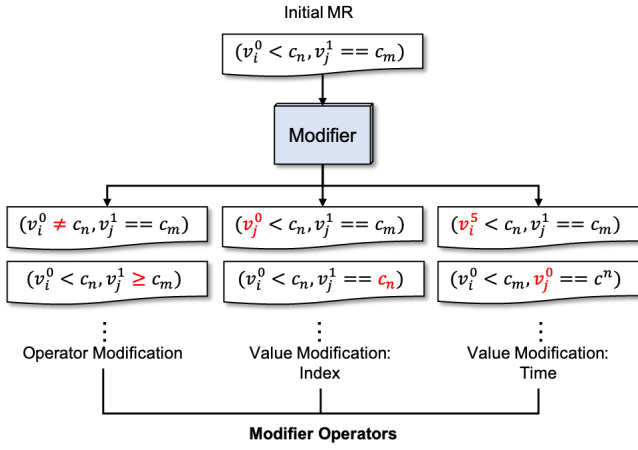 Initial MR
(v_i^0 < c_n, v_j^1 == c_m)
Modifier
(v_i^0 ≠ c_n, v_j^1 == c_m)
(v_j^0 < c_n, v_j^1 == c_m)
(v_i^5 < c_n, v_j^1 == c_m)
(v_i^0 < c_n, v_j^1 ≥ c_m)
(v_i^0 < c_n, v_j^1 == c_n)
(v_i^0 < c_m, v_j^0 == c^n)
Operator Modification
Value Modification:
Index
Value Modification:
Time
Modifier Operators